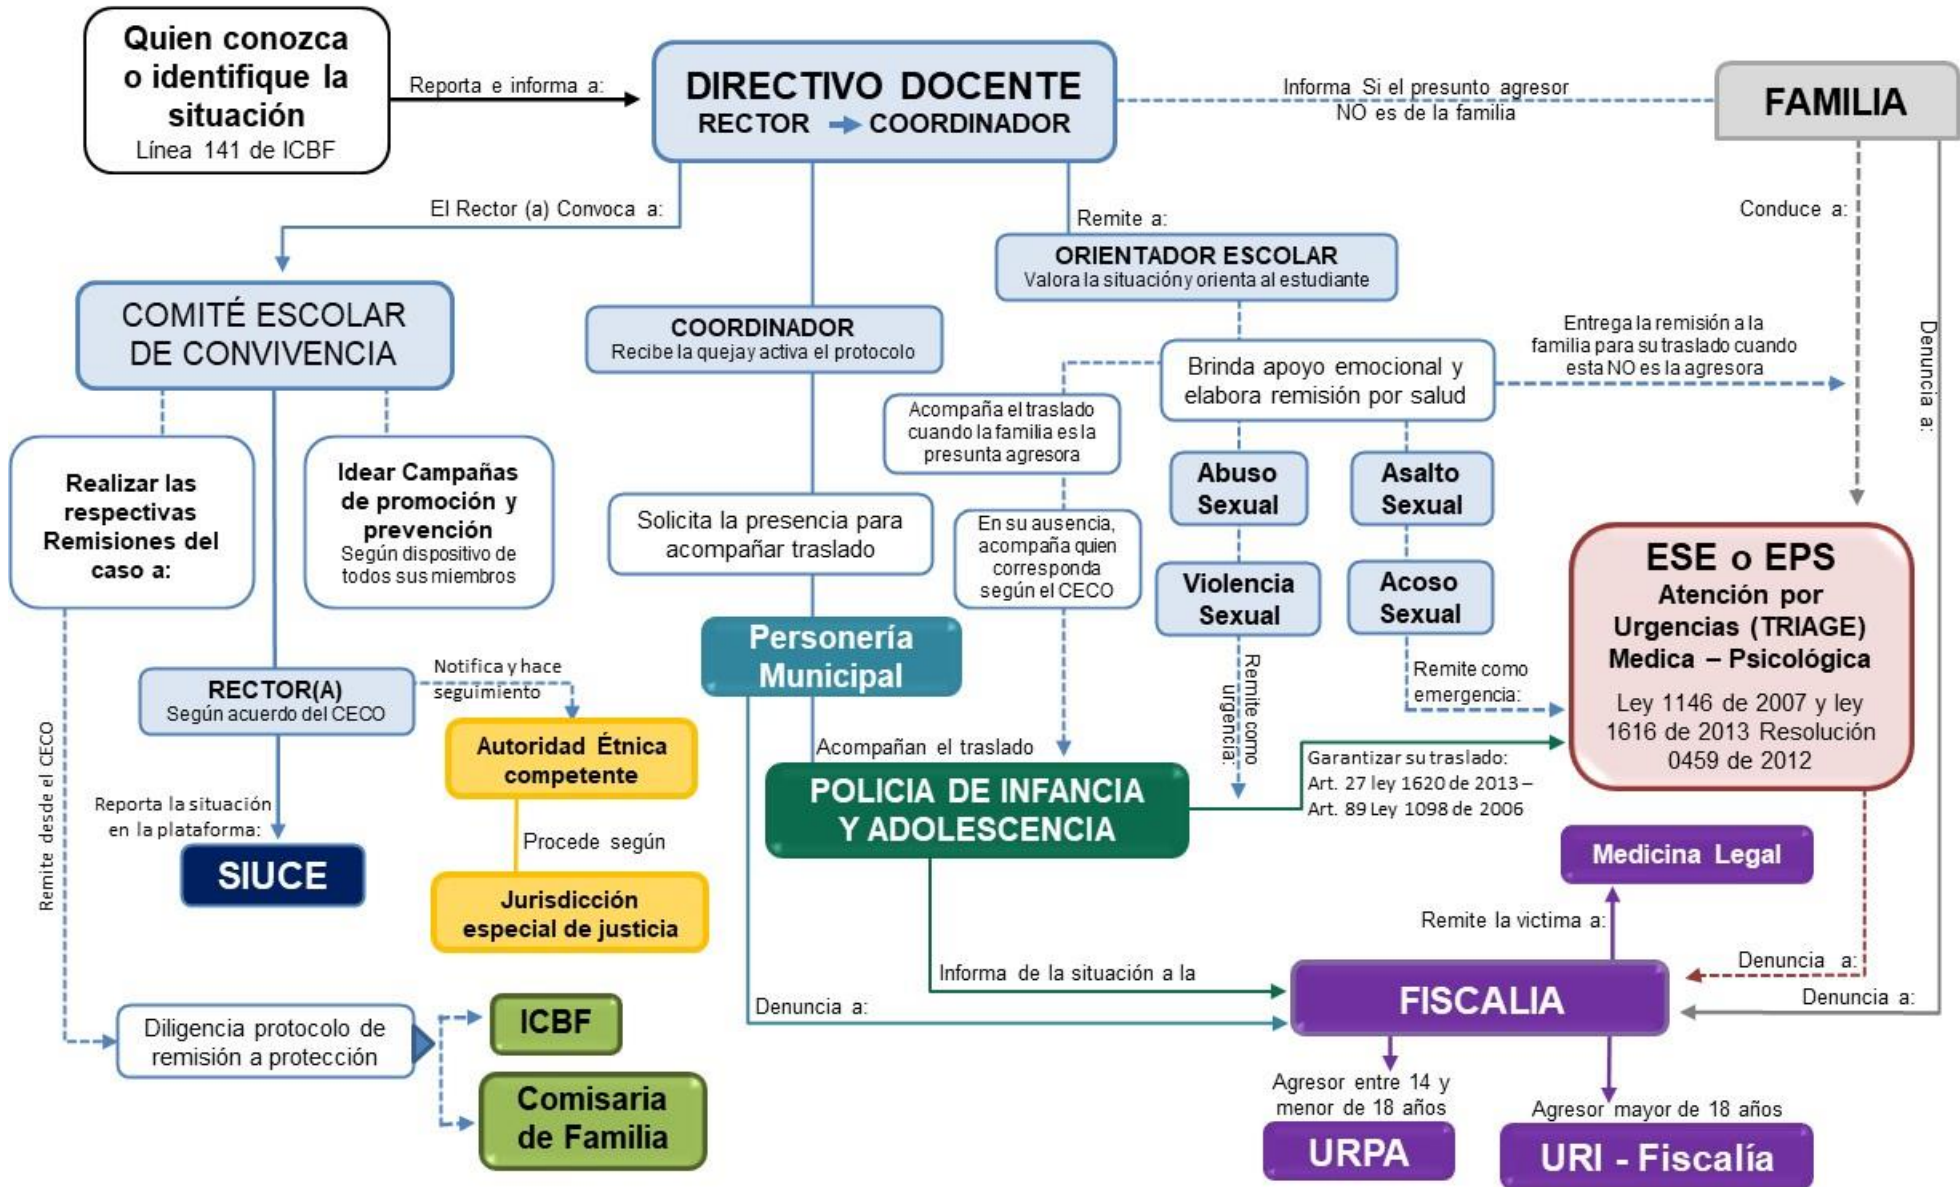 Quien conozca
o identifique la
situación
Línea 141 de ICBF
Reporta e informa a:
DIRECTIVO DOCENTE
RECTOR COORDINADOR
Informa Si el presunto agresor
NO es de la familia
FAMILIA
El Rector (a) Convoca a:
Remite a:
Conduce a:
Denuncia a:
COMITÉ ESCOLAR
DE CONVIVENCIA
COORDINADOR
Recibe la queja y activa el protocolo
ORIENTADOR ESCOLAR
Valora la situación y orienta al estudiante
Brinda apoyo emocional y
elabora remisión por salud
Entrega la remisión a la
familia para su traslado cuando
esta NO es la agresora
Realizar las
respectivas
Remisiones del
caso a:
Idear Campañas
de promoción y
prevención
Según dispositivo de
todos sus miembros
Solicita la presencia para
acompañar traslado
Acompaña el traslado
cuando la familia es la
presunta agresora
En su ausencia,
acompaña quien
corresponda
según el CECO
Abuso
Sexual
Asalto
Sexual
Violencia
Sexual
Acoso
Sexual
ESE o EPS
Atención por
Urgencias (TRIAGE)
Medica – Psicológica
Ley 1146 de 2007 y ley
1616 de 2013 Resolución
0459 de 2012
Personería
Municipal
RECTOR(A)
Según acuerdo del CECO
Notifica y hace
seguimiento
Remite como
urgencia:
Remite como
emergencia:
Remite desde el CECO
Autoridad Étnica
competente
Acompañan el traslado
POLICIA DE INFANCIA
Y ADOLESCENCIA
Garantizar su traslado:
Art. 27 ley 1620 de 2013 –
Art. 89 Ley 1098 de 2006
Reporta la situación
en la plataforma:
SIUCE
Procede según
Jurisdicción
especial de justicia
Medicina Legal
Remite la victima a:
Informa de la situación a la
Denuncia a:
FISCALIA
Denuncia a:
Denuncia a:
Diligencia protocolo de
remisión a protección
ICBF
Comisaria
de Familia
Agresor entre 14 y
menor de 18 años
URPA
Agresor mayor de 18 años
URI - Fiscalía